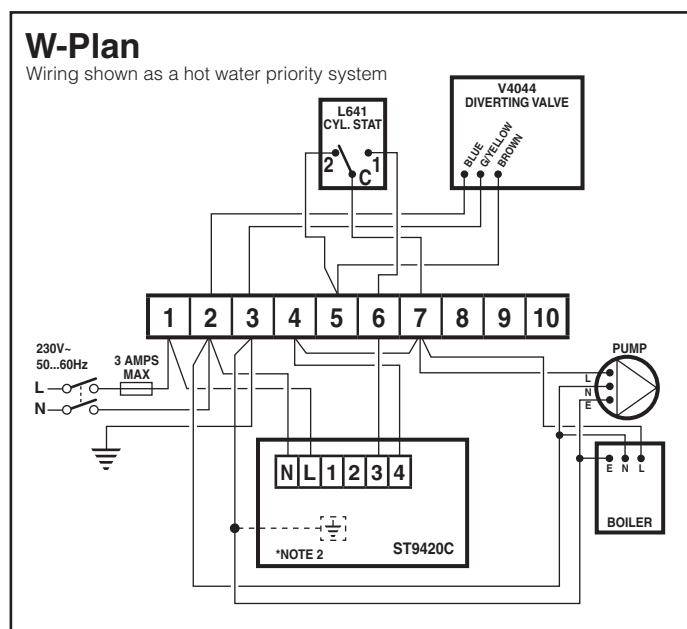 W-Plan
Wiring shown as a hot water priority system
L641
CYL. STAT
2
1
C
V4044
DIVERTING VALVE
BLUE
G/YELLOW
BROWN
1 2 3 4 5 6 7 8 9 10
230V~
50...60Hz
3 AMPS
MAX
L
N
PUMP
L
N
E
N L 1 2 3 4
E N L
BOILER
*NOTE 2
ST9420C